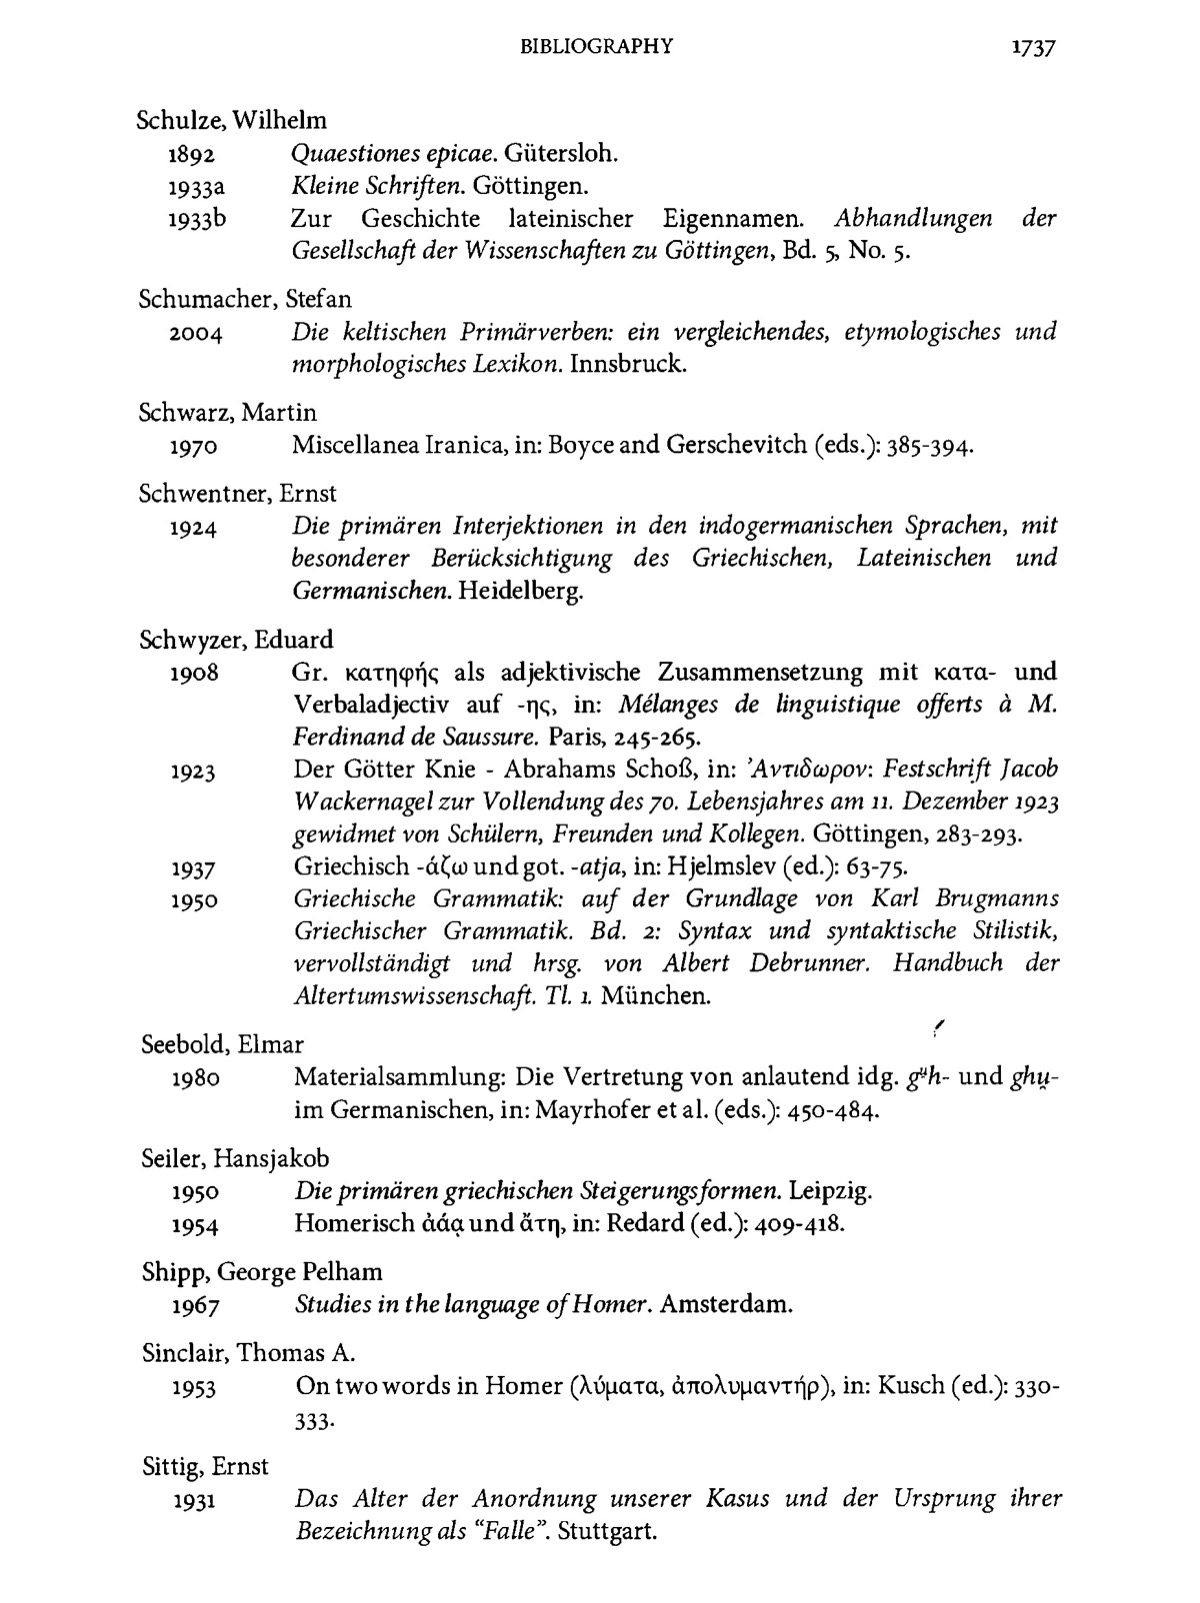 BIBLIOGRAPHY 1737
Schulze, Wilhelm
1892 Quaestiones epicae. Gütersloh.
1933a Kleine Schriften. Göttingen.
1933b Zur Geschichte lateinischer Eigennamen. Abhandlungen der
Gesellschaft der Wissenschaften zu Göttingen, Bd. 5, No. 5.
Schumacher, Stefan
2004 Die keltischen Primärverben: ein vergleichendes, etymologisches und
morphologisches Lexikon. Innsbruck.
Schwarz, Martin
1970 Miscellanea Iranica, in: Boyce and Gerschevitch (eds.): 385-394.
Schwentner, Ernst
1924 Die primären Interjektionen in den indogermanischen Sprachen, mit
besonderer Berücksichtigung des Griechischen, Lateinischen und
Germanischen. Heidelberg.
Schwyzer, Eduard
1908 Gr. κατηφής als adjektivische Zusammensetzung mit κατα- und
Verbaladjectiv auf -ης, in: Mélanges de linguistique offerts à M.
Ferdinand de Saussure. Paris, 245-265.
1923 Der Götter Knie - Abrahams Schoß, in: Ἀντιδωρον: Festschrift Jacob
Wackernagel zur Vollendung des 70. Lebensjahres am 11. Dezember 1923
gewidmet von Schülern, Freunden und Kollegen. Göttingen, 283-293.
1937 Griechisch -άζω und got. -atja, in: Hjelmslev (ed.): 63-75.
1950 Griechische Grammatik: auf der Grundlage von Karl Brugmanns
Griechischer Grammatik. Bd. 2: Syntax und syntaktische Stilistik,
vervollständigt und hrsg. von Albert Debrunner. Handbuch der
Altertumswissenschaft. Tl. 1. München.
Seebold, Elmar
1980 Materialsammlung: Die Vertretung von anlautend idg. gᵘ̯h- und ghu̯-
im Germanischen, in: Mayrhofer et al. (eds.): 450-484.
Seiler, Hansjakob
1950 Die primären griechischen Steigerungsformen. Leipzig.
1954 Homerisch ἀάᾳ und ἄτη, in: Redard (ed.): 409-418.
Shipp, George Pelham
1967 Studies in the language of Homer. Amsterdam.
Sinclair, Thomas A.
1953 On two words in Homer (λύματα, ἀπολυμαντήρ), in: Kusch (ed.): 330-
333.
Sittig, Ernst
1931 Das Alter der Anordnung unserer Kasus und der Ursprung ihrer
Bezeichnung als “Falle”. Stuttgart.